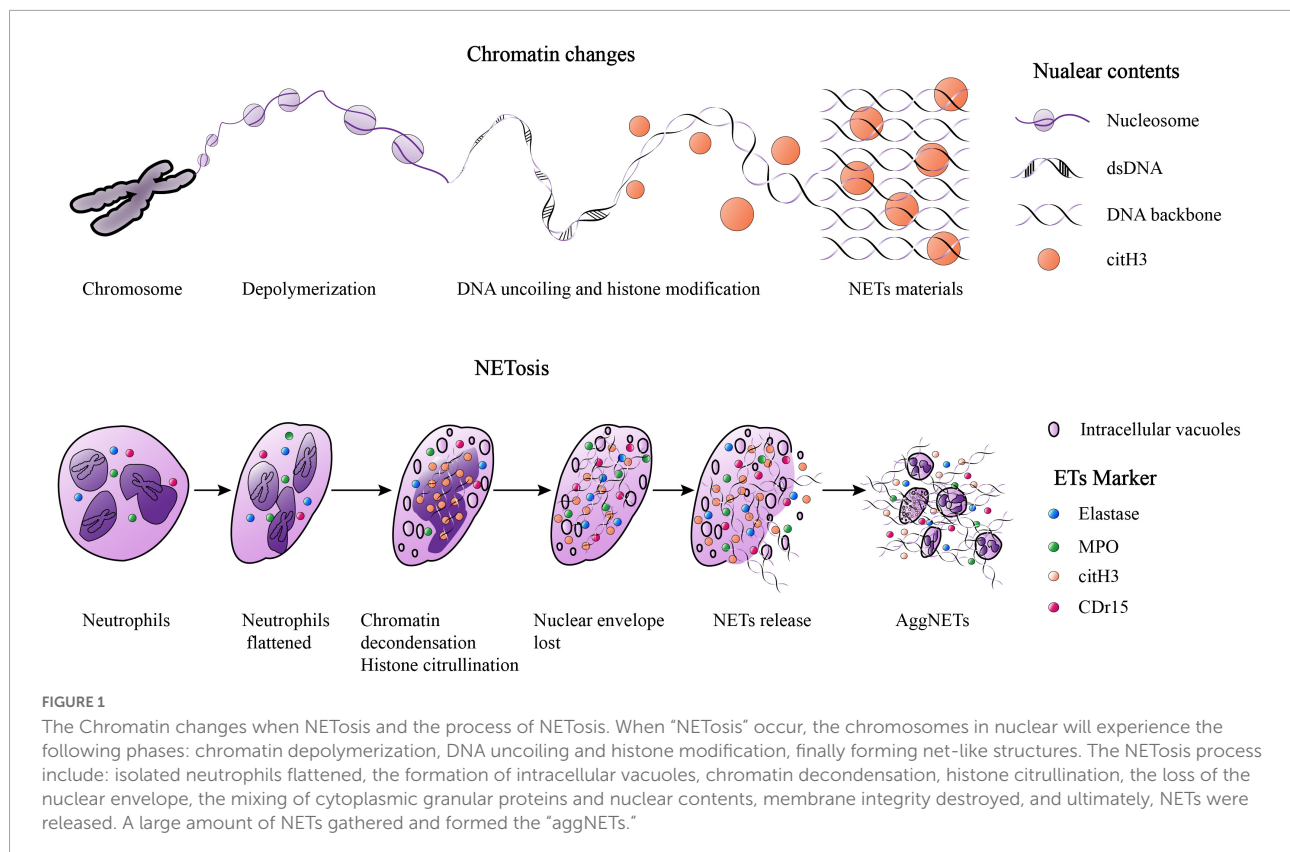 Chromatin changes
Nualear contents
Nucleosome
dsDNA
DNA backbone
citH3
Chromosome
Depolymerization
DNA uncoiling and histone modification
NETs materials
NETosis
Intracellular vacuoles
ETs Marker
Elastase
MPO
citH3
CDr15
Neutrophils
Neutrophils
flattened
Chromatin
decondensation
Histone citrullination
Nuclear envelope
lost
NETs release
AggNETs
FIGURE 1
The Chromatin changes when NETosis and the process of NETosis. When "NETosis" occur, the chromosomes in nuclear will experience the
following phases: chromatin depolymerization, DNA uncoiling and histone modification, finally forming net-like structures. The NETosis process
include: isolated neutrophils flattened, the formation of intracellular vacuoles, chromatin decondensation, histone citrullination, the loss of the
nuclear envelope, the mixing of cytoplasmic granular proteins and nuclear contents, membrane integrity destroyed, and ultimately, NETs were
released. A large amount of NETs gathered and formed the "aggNETs."